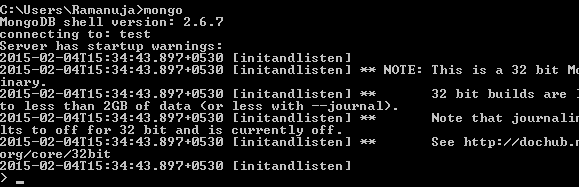 C:\Users\Ramanuja>mongo
MongoDB shell version: 2.6.7
connecting to: test
Server has startup warnings:
2015-02-04T15:34:43.897+0530 [initandlisten]
2015-02-04T15:34:43.897+0530 [initandlisten] ** NOTE: This is a 32 bit Mo
inary.
2015-02-04T15:34:43.897+0530 [initandlisten] **       32 bit builds are l
to less than 2GB of data (or less with --journal).
2015-02-04T15:34:43.897+0530 [initandlisten] **       Note that journalin
lts to off for 32 bit and is currently off.
2015-02-04T15:34:43.897+0530 [initandlisten] **       See http://dochub.m
org/core/32bit
2015-02-04T15:34:43.897+0530 [initandlisten]
> _